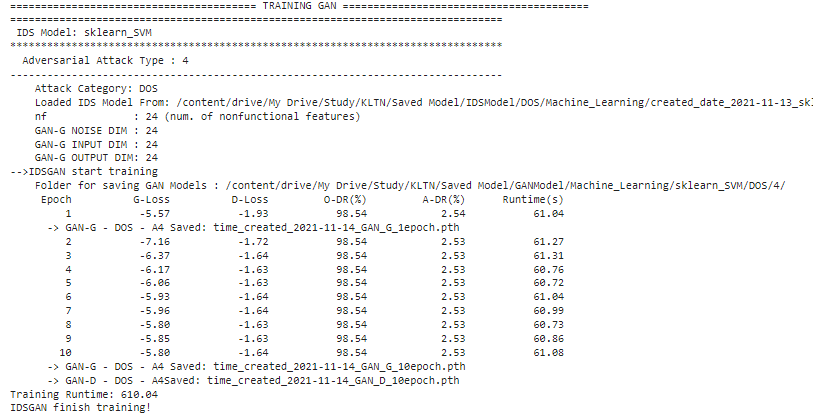 ======================================== TRAINING GAN ========================================
================================================================================
IDS Model: sklearn_SVM
********************************************************************************
Adversarial Attack Type : 4
--------------------------------------------------------------------------------
Attack Category: DOS
Loaded IDS Model From: /content/drive/My Drive/Study/KLTN/Saved Model/IDSModel/DOS/Machine_Learning/created_date_2021-11-13_skl
nf : 24 (num. of nonfunctional features)
GAN-G NOISE DIM : 24
GAN-G INPUT DIM : 24
GAN-G OUTPUT DIM: 24
-->IDSGAN start training
Folder for saving GAN Models : /content/drive/My Drive/Study/KLTN/Saved Model/GANModel/Machine_Learning/sklearn_SVM/DOS/4/
Epoch G-Loss D-Loss O-DR(%) A-DR(%) Runtime(s)
1 -5.57 -1.93 98.54 2.54 61.04
-> GAN-G - DOS - A4 Saved: time_created_2021-11-14_GAN_G_1epoch.pth
2 -7.16 -1.72 98.54 2.53 61.27
3 -6.37 -1.64 98.54 2.53 61.31
4 -6.17 -1.63 98.54 2.53 60.76
5 -6.06 -1.63 98.54 2.53 60.72
6 -5.93 -1.64 98.54 2.53 61.04
7 -5.96 -1.64 98.54 2.53 60.99
8 -5.80 -1.63 98.54 2.53 60.73
9 -5.85 -1.63 98.54 2.53 60.86
10 -5.80 -1.64 98.54 2.53 61.08
-> GAN-G - DOS - A4 Saved: time_created_2021-11-14_GAN_G_10epoch.pth
-> GAN-D - DOS - A4Saved: time_created_2021-11-14_GAN_D_10epoch.pth
Training Runtime: 610.04
IDSGAN finish training!